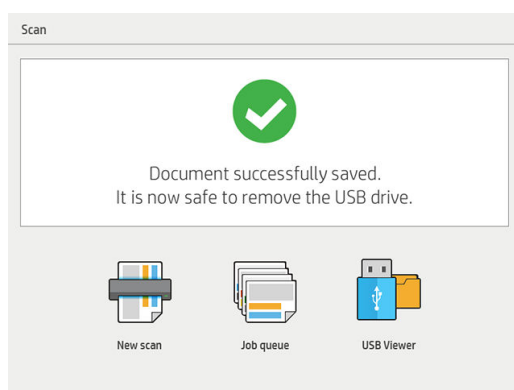 Scan
Document successfully saved.
It is now safe to remove the USB drive.
New scan
Job queue
USB Viewer